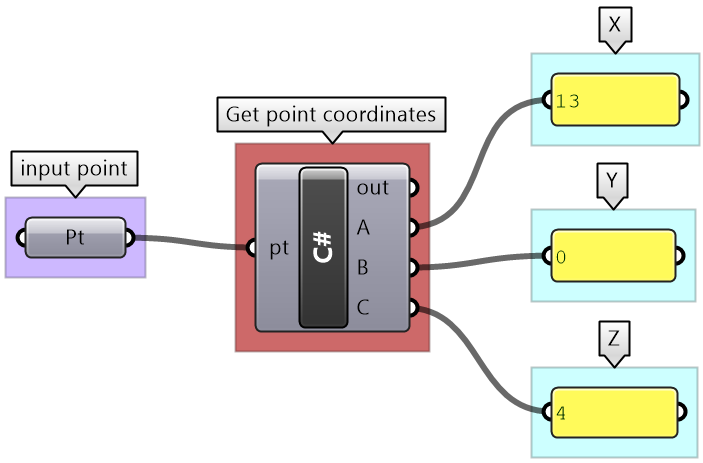 input point
Pt
Get point coordinates
pt
C#
out
A
B
C
X
13
Y
0
Z
4